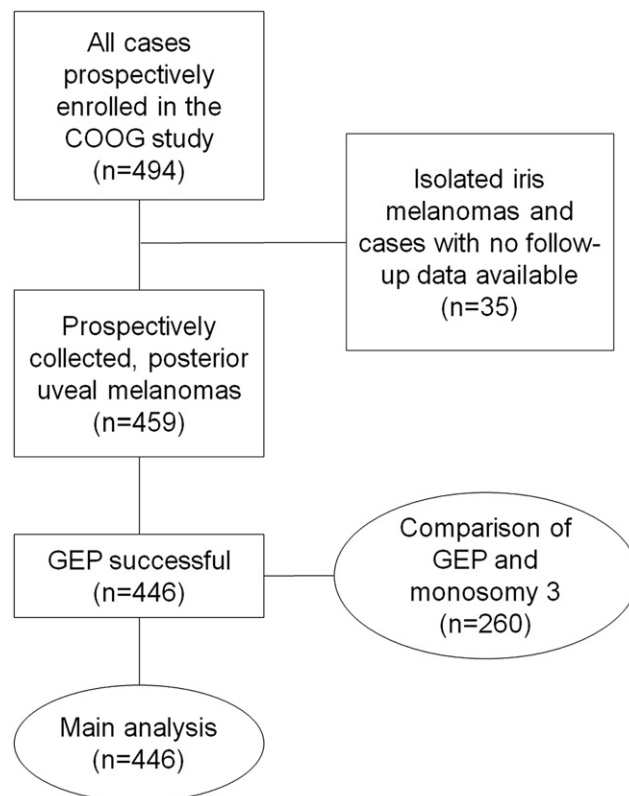 All cases
prospectively
enrolled in the
COOG study
(n=494)
Isolated iris
melanomas and
cases with no follow-
up data available
(n=35)
Prospectively
collected, posterior
uveal melanomas
(n=459)
GEP successful
(n=446)
Comparison of
GEP and
monosomy 3
(n=260)
Main analysis
(n=446)